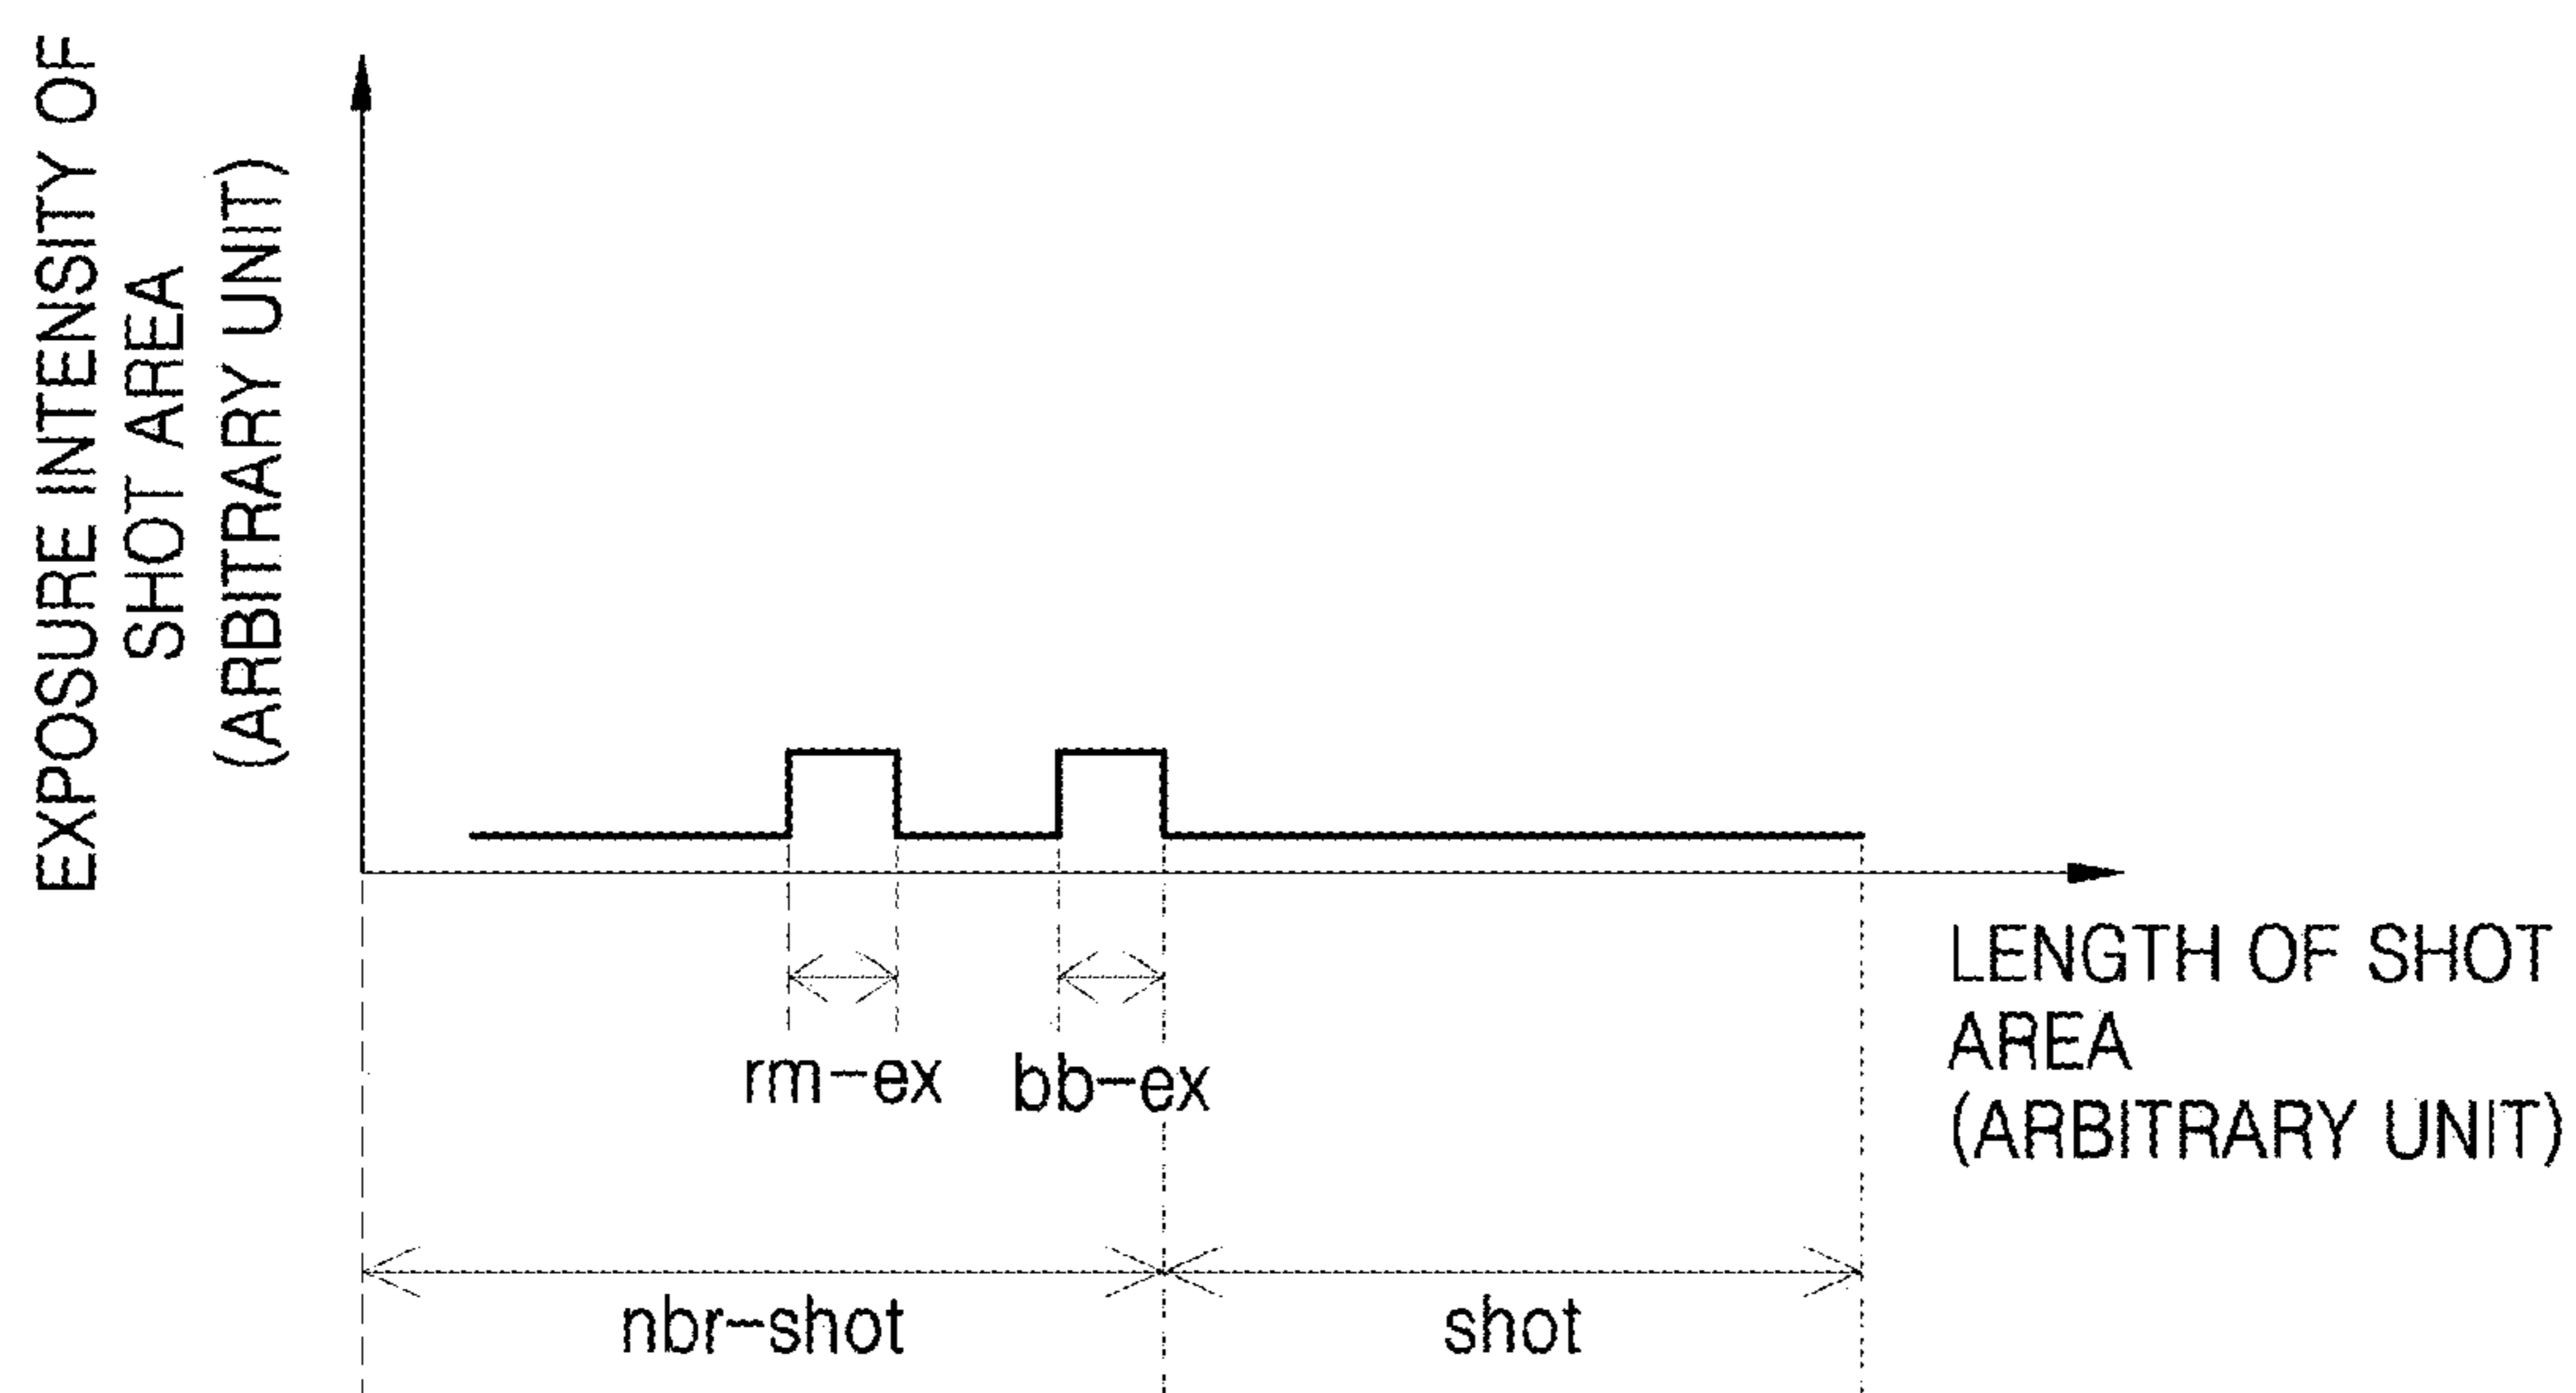 EXPOSURE INTENSITY OF
SHOT AREA
(ARBITRARY UNIT)
LENGTH OF SHOT
AREA
(ARBITRARY UNIT)
rm-ex
bb-ex
nbr-shot
shot